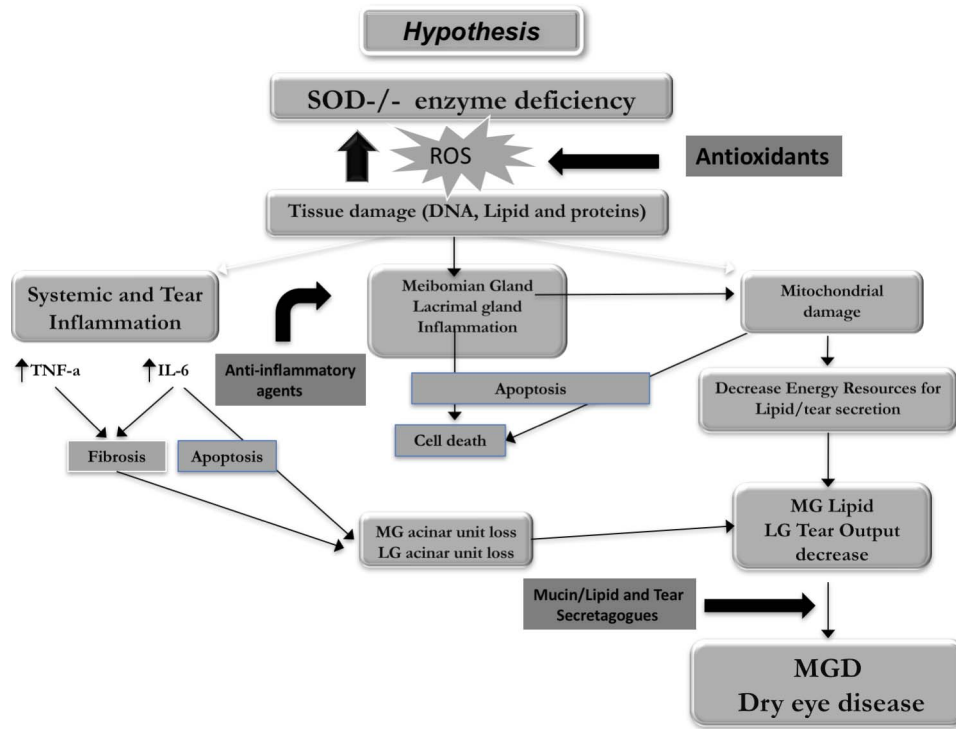 Hypothesis
SOD-/- enzyme deficiency
ROS
Antioxidants
Tissue damage (DNA, Lipid and proteins)
Systemic and Tear
Inflammation
Meibomian Gland
Lacrimal gland
Inflammation
Mitochondrial
damage
TNF-a
IL-6
Anti-inflammatory
agents
Apoptosis
Decrease Energy Resources for
Lipid/tear secretion
Cell death
Fibrosis
Apoptosis
MG acinar unit loss
LG acinar unit loss
MG Lipid
LG Tear Output
decrease
Mucin/Lipid and Tear
Secretagogues
MGD
Dry eye disease